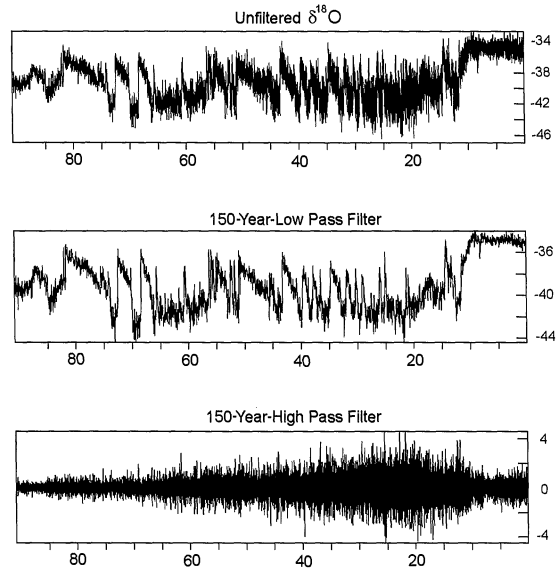 Unfiltered δ¹⁸O
-34
-38
-42
-46
80 60 40 20
150-Year-Low Pass Filter
-36
-40
-44
80 60 40 20
150-Year-High Pass Filter
4
0
-4
80 60 40 20